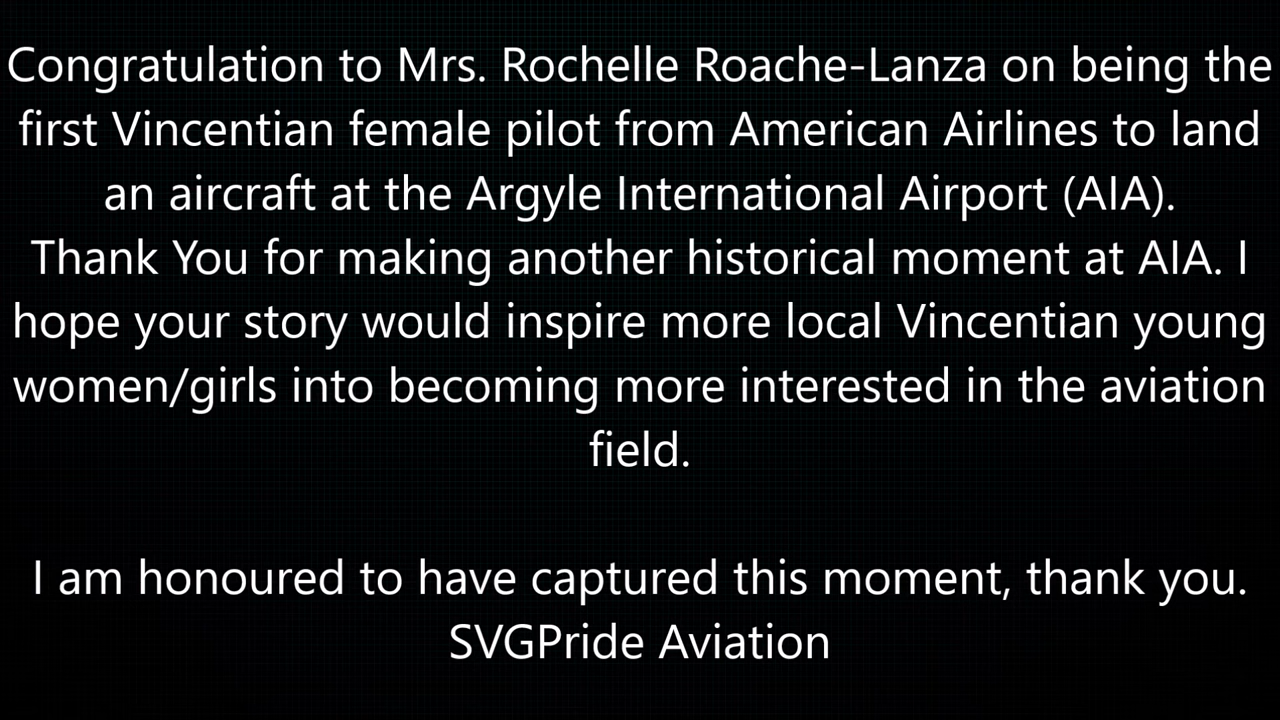 Congratulation to Mrs. Rochelle Roache-Lanza on being the
first Vincentian female pilot from American Airlines to land
an aircraft at the Argyle International Airport (AIA).
Thank You for making another historical moment at AIA. I
hope your story would inspire more local Vincentian young
women/girls into becoming more interested in the aviation
field.
I am honoured to have captured this moment, thank you.
SVGPride Aviation